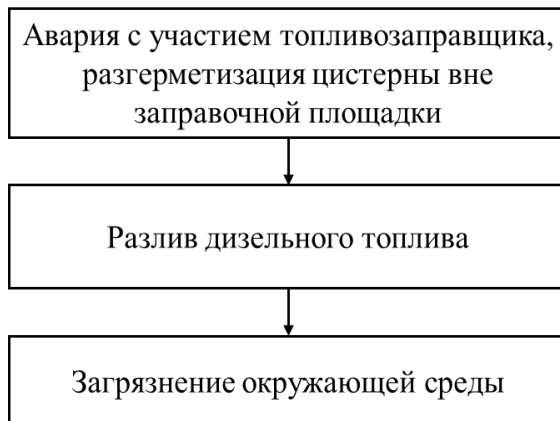 Авария с участием топливозаправщика,
разгерметизация цистерны вне
заправочной площадки
Разлив дизельного топлива
Загрязнение окружающей среды